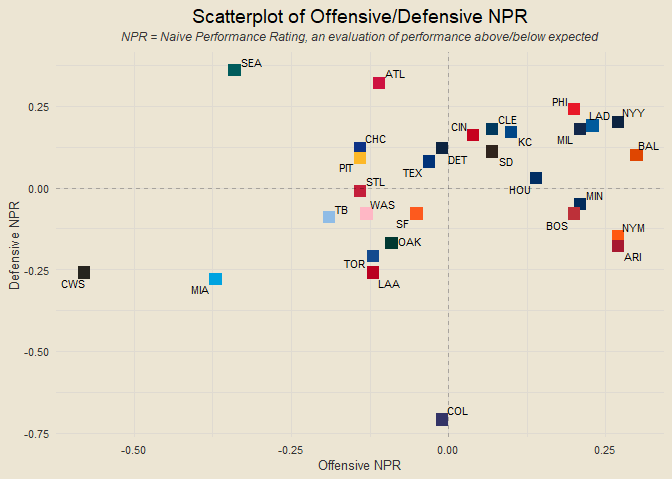 Scatterplot of Offensive/Defensive NPR
NPR = Naive Performance Rating, an evaluation of performance above/below expected
SEA
ATL
PHI
LAD
NYY
0.25
CIN
CLE
KC
MIL
BAL
CHC
PIT
TEX
DET
SD
HOU
STL
0.00
MIN
TB
WAS
SF
BOS
NYM
OAK
ARI
TOR
LAA
CWS
MIA
-0.25
Defensive NPR
-0.50
COL
-0.75
-0.50
-0.25
0.00
0.25
Offensive NPR